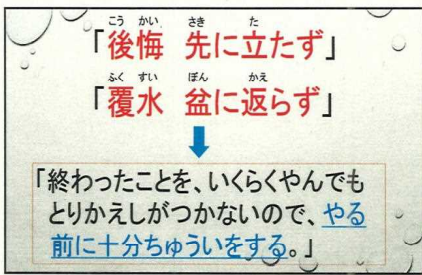 こう かい さき た
「後悔 先に立たず」
ふく すい ぼん かえ
「覆水 盆に返らず」
「終わったことを、いくらくやんでも
とりかえしがつかないので、やる
前に十分ちゅういをする。」